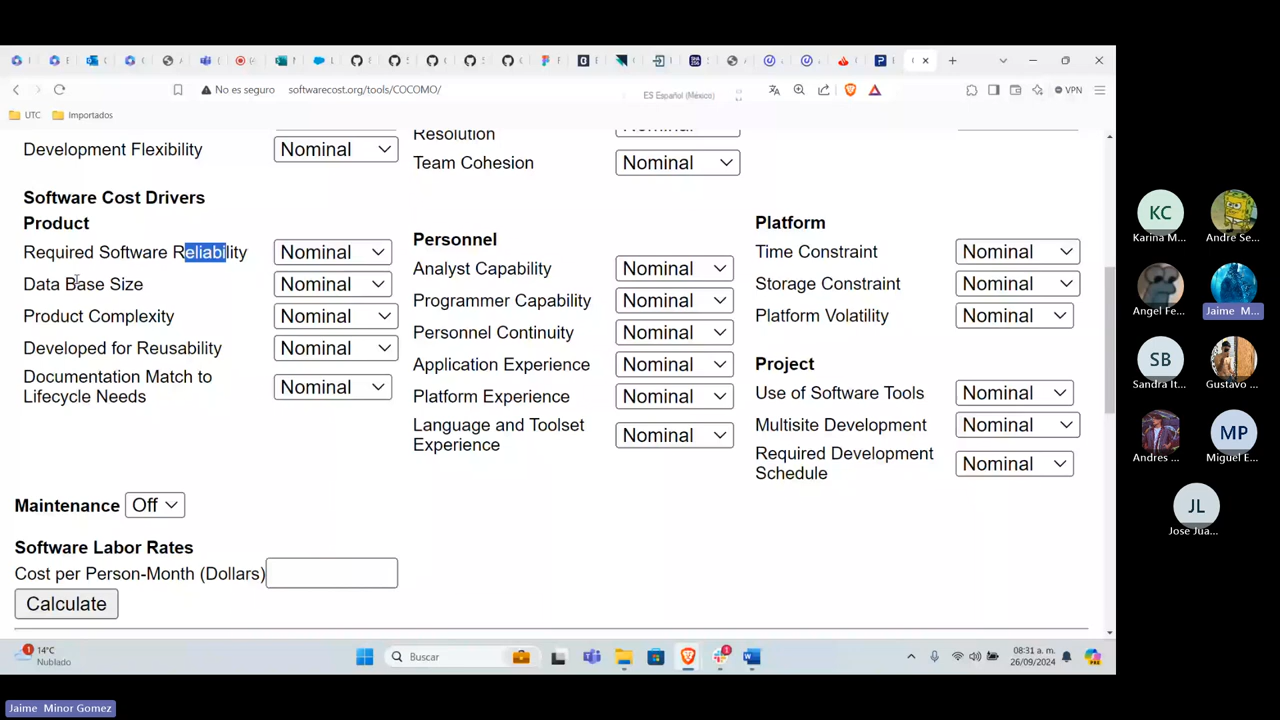 No es seguro
softwarecost.org/tools/COCOMO/
ES Español (México)
VPN
UTC
Importados
Resolution
Nominal
Development Flexibility
Nominal
Team Cohesion
Nominal
Software Cost Drivers
Product
Required Software Reliability
Nominal
Data Base Size
Nominal
Product Complexity
Nominal
Developed for Reusability
Nominal
Documentation Match to
Lifecycle Needs
Nominal
Personnel
Analyst Capability
Nominal
Programmer Capability
Nominal
Personnel Continuity
Nominal
Application Experience
Nominal
Platform Experience
Nominal
Language and Toolset
Experience
Nominal
Platform
Time Constraint
Nominal
Storage Constraint
Nominal
Platform Volatility
Nominal
Project
Use of Software Tools
Nominal
Multisite Development
Nominal
Required Development
Schedule
Nominal
Maintenance
Off
Software Labor Rates
Cost per Person-Month (Dollars)
Calculate
1
14°C
Nublado
Buscar
08:31 a. m.
26/09/2024
KC
Karina M...
Andre Se...
Angel Fe...
Jaime M...
SB
Sandra It...
Gustavo ...
Andres ...
MP
Miguel E...
JL
Jose Jua...
Jaime Minor Gomez